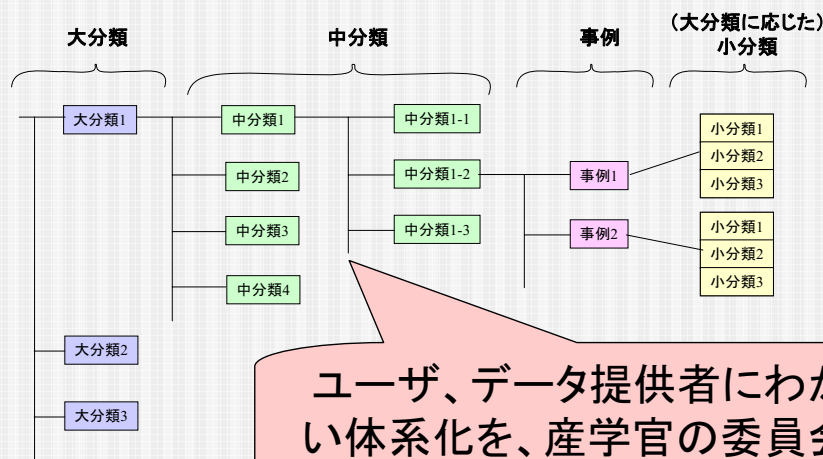 大分類
中分類
事例
(大分類に応じた)
小分類
大分類1
中分類1
中分類1-1
小分類1
小分類2
小分類3
中分類2
中分類1-2
事例1
中分類3
中分類1-3
事例2
小分類1
小分類2
小分類3
中分類4
大分類2
大分類3
ユーザ、データ提供者にわか
い体系化を、産学官の委員会